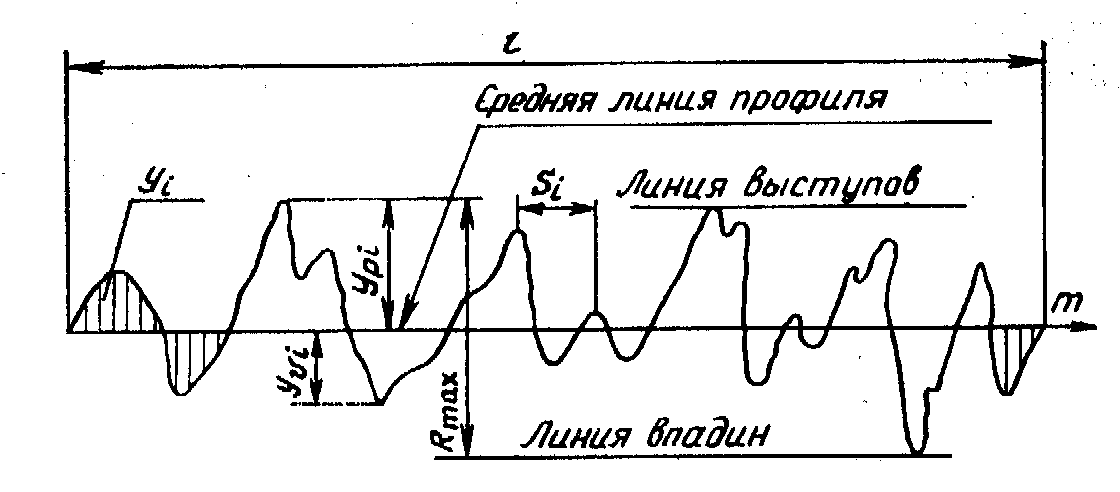 l
Средняя линия профиля
yi
Si
Линия выступов
ypi
m
yvi
Rmax
Линия впадин